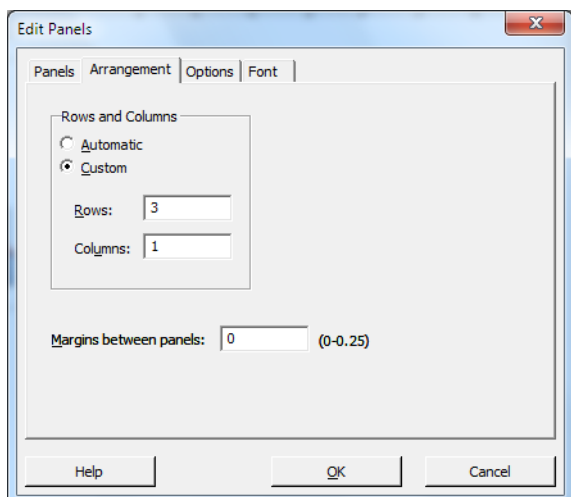 Edit Panels
X
Panels Arrangement Options Font
Rows and Columns
Automatic
Custom
Rows: 3
Columns: 1
Margins between panels: 0 (0-0.25)
Help OK Cancel